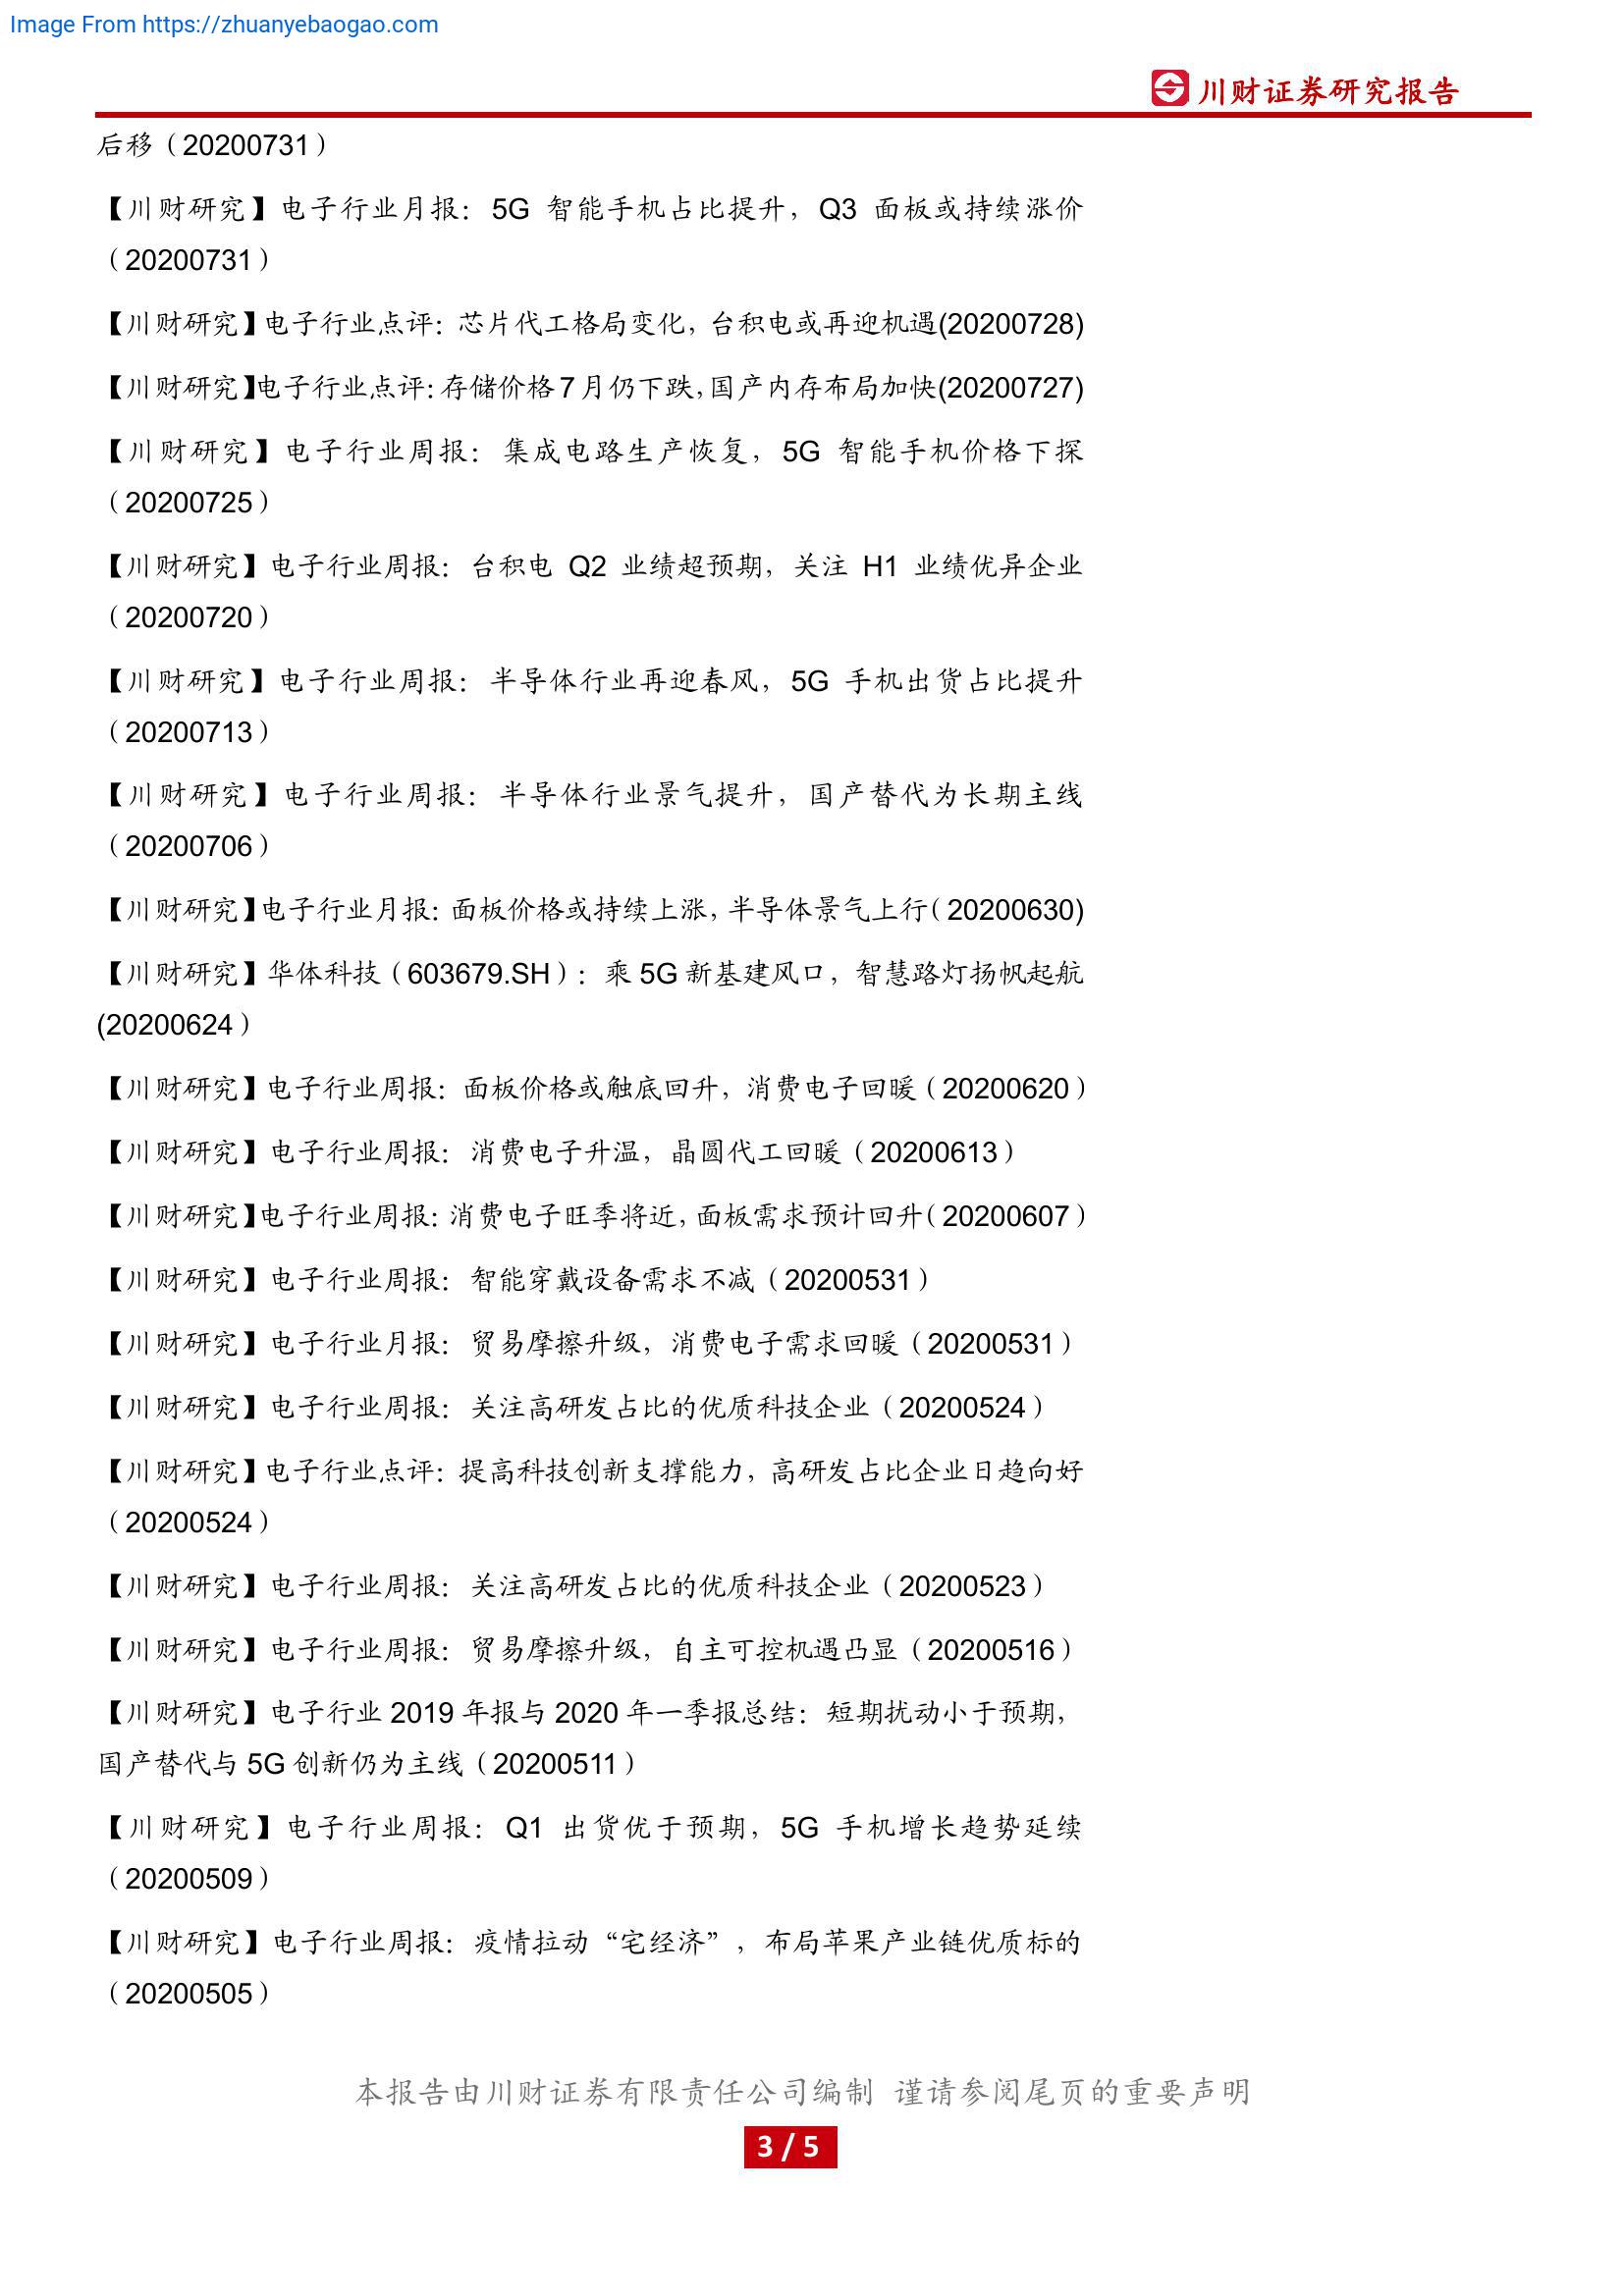 Image From https://zhuanyebaogao.com
川财证券研究报告
后移（20200731）
【川财研究】电子行业月报：5G 智能手机占比提升，Q3 面板或持续涨价
（20200731）
【川财研究】电子行业点评：芯片代工格局变化，台积电或再迎机遇(20200728)
【川财研究】电子行业点评：存储价格 7 月仍下跌，国产内存布局加快(20200727)
【川财研究】电子行业周报：集成电路生产恢复，5G 智能手机价格下探
（20200725）
【川财研究】电子行业周报：台积电 Q2 业绩超预期，关注 H1 业绩优异企业
（20200720）
【川财研究】电子行业周报：半导体行业再迎春风，5G 手机出货占比提升
（20200713）
【川财研究】电子行业周报：半导体行业景气提升，国产替代为长期主线
（20200706）
【川财研究】电子行业月报：面板价格或持续上涨，半导体景气上行（20200630)
【川财研究】华体科技（603679.SH）：乘 5G 新基建风口，智慧路灯扬帆起航
(20200624）
【川财研究】电子行业周报：面板价格或触底回升，消费电子回暖（20200620）
【川财研究】电子行业周报：消费电子升温，晶圆代工回暖（20200613）
【川财研究】电子行业周报：消费电子旺季将近，面板需求预计回升（20200607）
【川财研究】电子行业周报：智能穿戴设备需求不减（20200531）
【川财研究】电子行业月报：贸易摩擦升级，消费电子需求回暖（20200531）
【川财研究】电子行业周报：关注高研发占比的优质科技企业（20200524）
【川财研究】电子行业点评：提高科技创新支撑能力，高研发占比企业日趋向好
（20200524）
【川财研究】电子行业周报：关注高研发占比的优质科技企业（20200523）
【川财研究】电子行业周报：贸易摩擦升级，自主可控机遇凸显（20200516）
【川财研究】电子行业 2019 年报与 2020 年一季报总结：短期扰动小于预期，
国产替代与 5G 创新仍为主线（20200511）
【川财研究】电子行业周报：Q1 出货优于预期，5G 手机增长趋势延续
（20200509）
【川财研究】电子行业周报：疫情拉动“宅经济”，布局苹果产业链优质标的
（20200505）
本报告由川财证券有限责任公司编制 谨请参阅尾页的重要声明
3 / 5